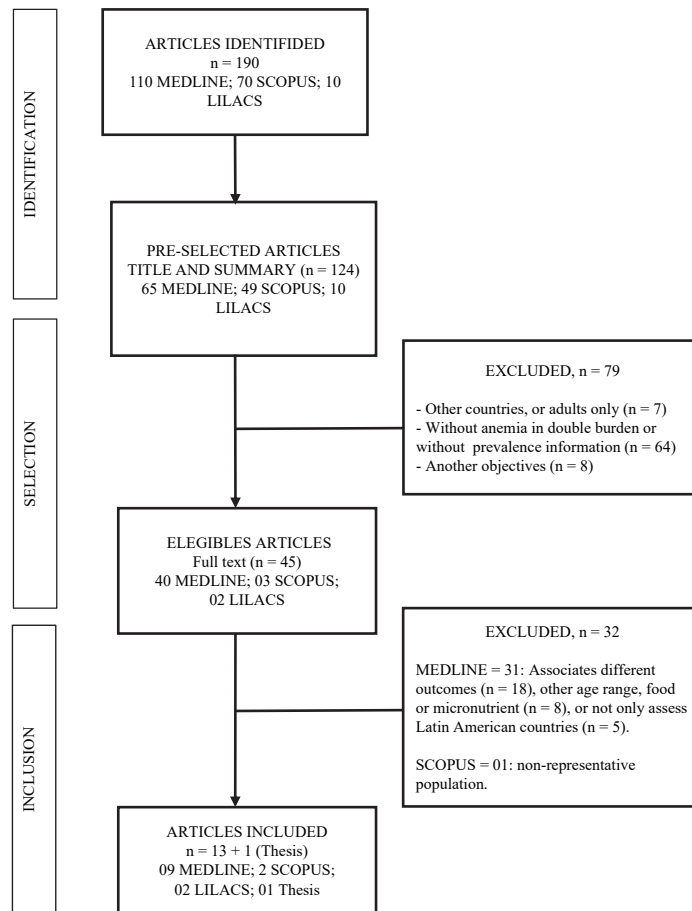 IDENTIFICATION
ARTICLES IDENTIFIDED
n = 190
110 MEDLINE; 70 SCOPUS; 10
LILACS
PRE-SELECTED ARTICLES
TITLE AND SUMMARY (n = 124)
65 MEDLINE; 49 SCOPUS; 10
LILACS
SELECTION
EXCLUDED, n = 79
- Other countries, or adults only (n = 7)
- Without anemia in double burden or
without prevalence information (n = 64)
- Another objectives (n = 8)
ELEGIBLES ARTICLES
Full text (n = 45)
40 MEDLINE; 03 SCOPUS;
02 LILACS
INCLUSION
EXCLUDED, n = 32
MEDLINE = 31: Associates different
outcomes (n = 18), other age range, food
or micronutrient (n = 8), or not only assess
Latin American countries (n = 5).
SCOPUS = 01: non-representative
population.
ARTICLES INCLUDED
n = 13 + 1 (Thesis)
09 MEDLINE; 2 SCOPUS;
02 LILACS; 01 Thesis